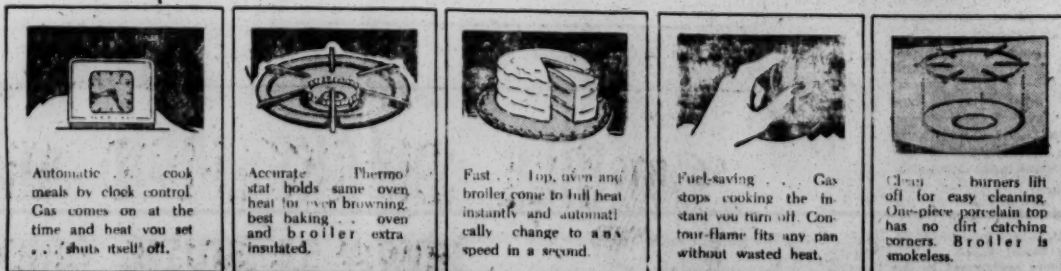 Automatic . . . cook
meals by clock control.
Gas comes on at the
time and heat you set
. . . shuts itself off.
Accurate . . . Thermo
stat holds same oven
heat for even browning,
best baking . . . oven
and broiler extra
insulated.
Fast . . . Top, oven and
broiler come to full heat
instantly and automati
cally change to any
speed in a second.
Fuel-saving . . . Gas
stops cooking the in-
stant you turn off. Con-
tour-flame fits any pan
without wasted heat.
Clean . . . burners lift
off for easy cleaning.
One-piece porcelain top
has no dirt catching
corners. Broiler is
smokeless.